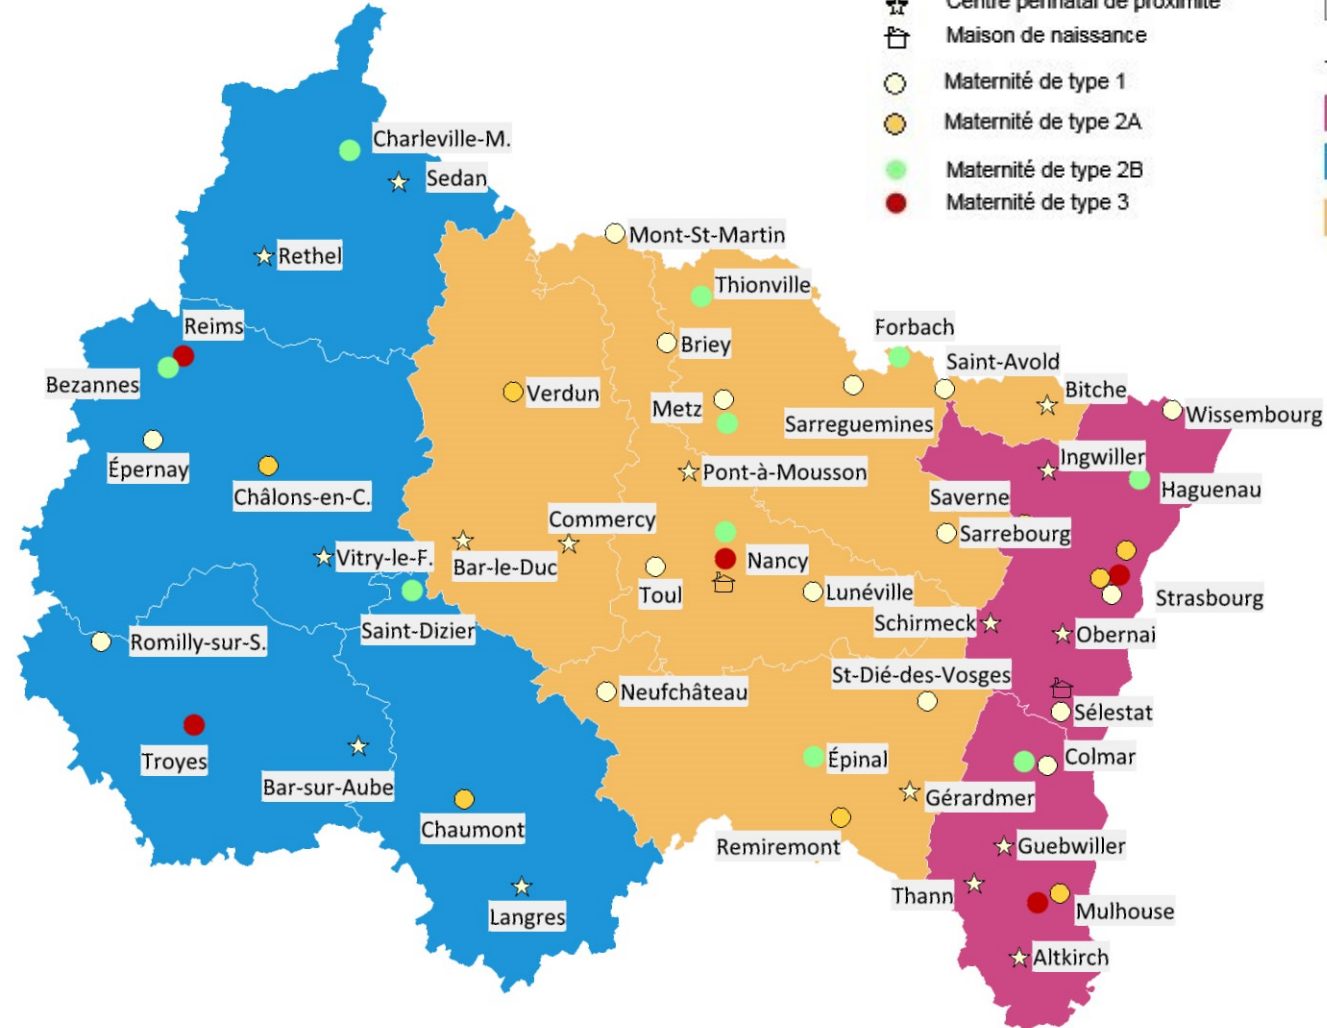 Centre périnatal de proximité
Maison de naissance
Maternité de type 1
Maternité de type 2A
Maternité de type 2B
Maternité de type 3
Charleville-M.
Sedan
Rethel
Mont-St-Martin
Thionville
Reims
Forbach
Briey
Saint-Avold
Bezannes
Bitche
Verdun
Metz
Wissembourg
Sarreguemines
Épernay
Ingwiller
Pont-à-Mousson
Châlons-en-C.
Haguenau
Saverne
Commercy
Sarrebourg
Vitry-le-F.
Bar-le-Duc
Nancy
Toul
Lunéville
Strasbourg
Schirmeck
Saint-Dizier
Obernai
Romilly-sur-S.
St-Dié-des-Vosges
Neufchâteau
Sélestat
Troyes
Épinal
Colmar
Bar-sur-Aube
Gérardmer
Chaumont
Remiremont
Guebwiller
Thann
Langres
Mulhouse
Altkirch